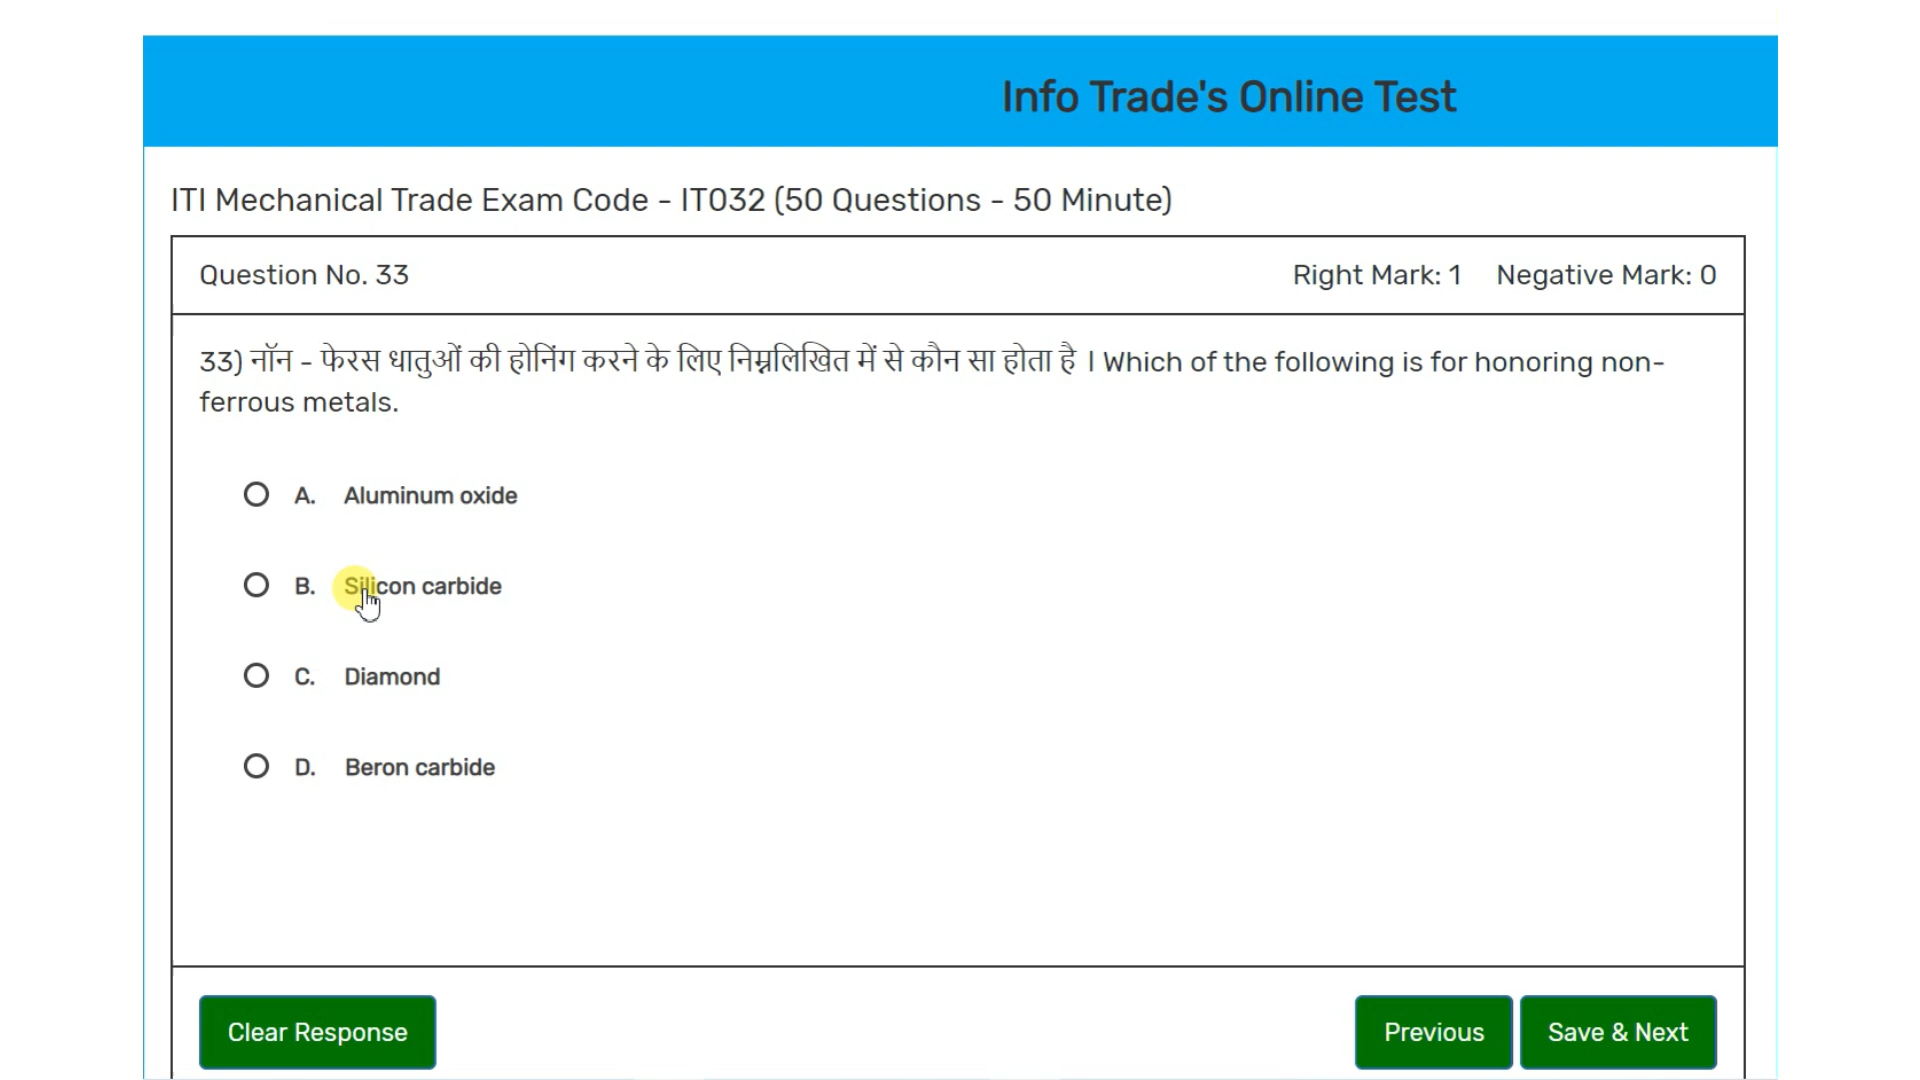 Info Trade's Online Test
ITI Mechanical Trade Exam Code - IT032 (50 Questions - 50 Minute)
Question No. 33
Right Mark: 1 Negative Mark: 0
33) नॉन - फेरस धातुओं की होनिंग करने के लिए निम्नलिखित में से कौन सा होता है । Which of the following is for honoring non-
ferrous metals.
A. Aluminum oxide
B. Silicon carbide
C. Diamond
D. Beron carbide
Clear Response
Previous
Save & Next